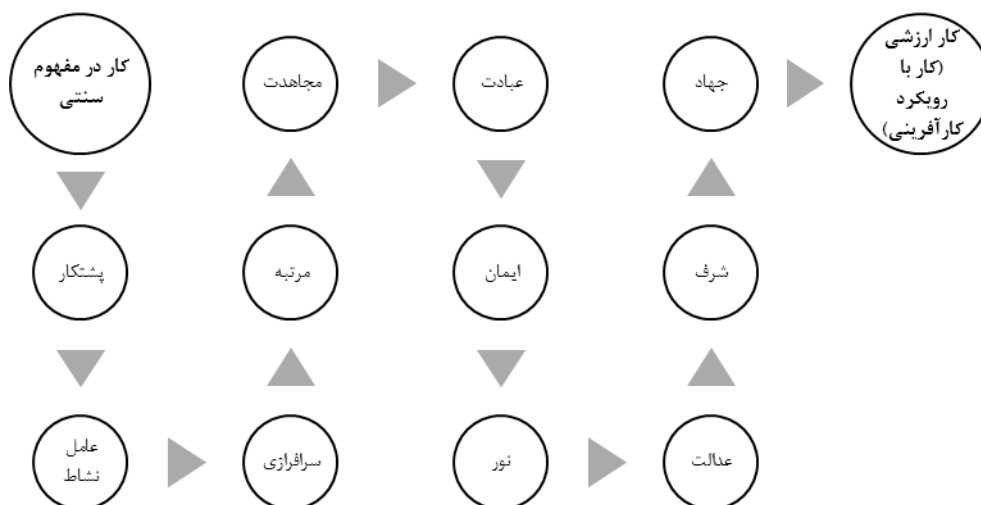 کار در مفهوم
سنتی
پشتکار
عامل
نشاط
سرافرازی
مرتبه
مجاهدت
عبادت
ایمان
نور
عدالت
شرف
جهاد
کار ارزشی
(کار با
رویکرد
کارآفرینی)